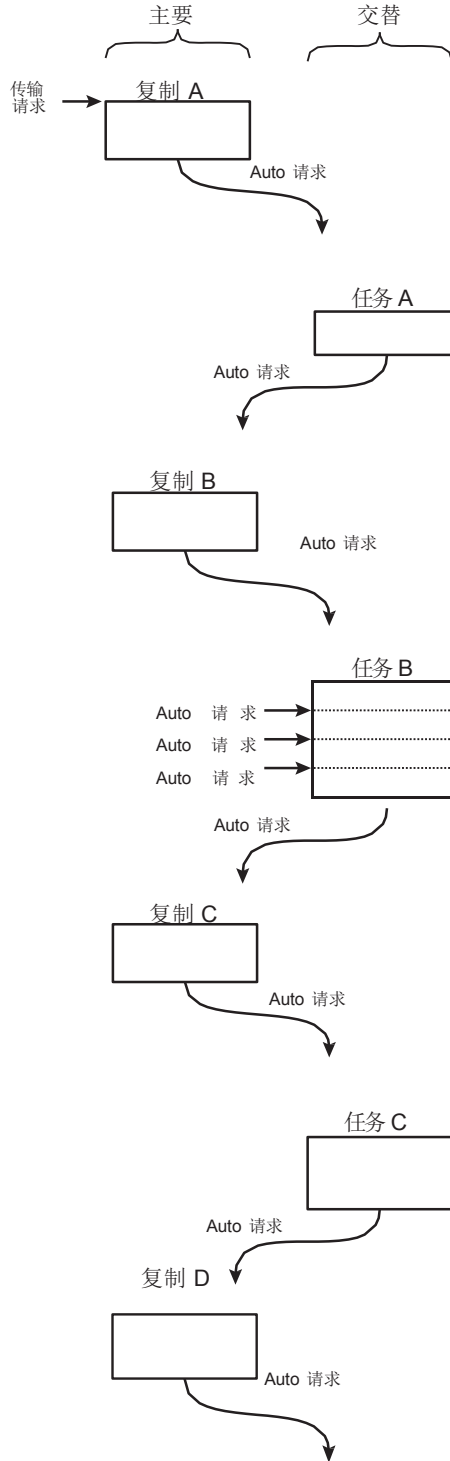 主要
交替
传输
请求
复制 A
Auto 请求
任务 A
Auto 请求
复制 B
Auto 请求
任务 B
Auto 请 求
Auto 请 求
Auto 请 求
Auto 请求
复制 C
Auto 请求
任务 C
Auto 请求
复制 D
Auto 请求